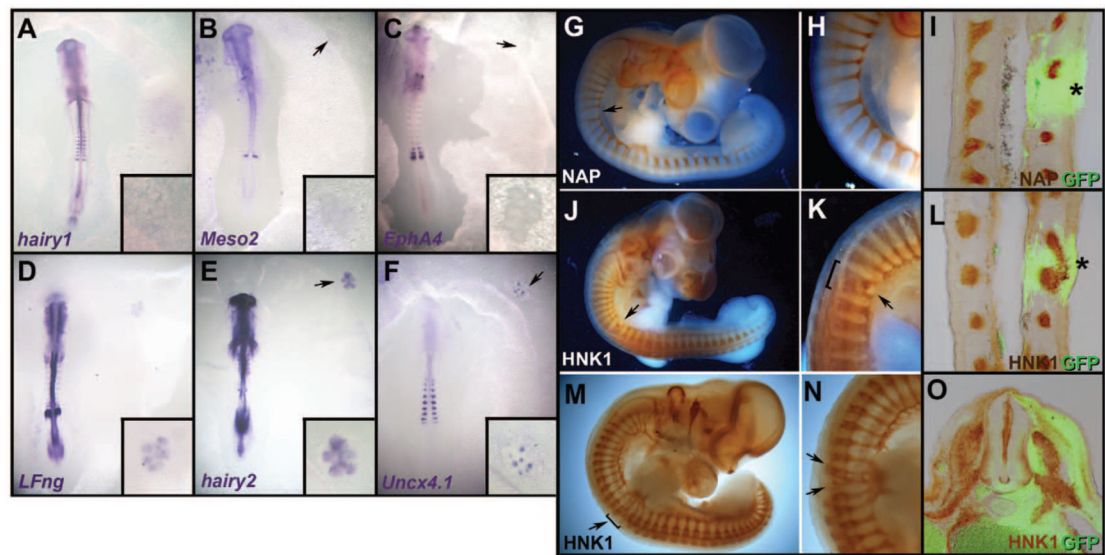 A
hairy1
B
Meso2
C
EphA4
D
LFng
E
hairy2
F
Uncx4.1
G
NAP
H
I
*
NAP GFP
J
HNK1
K
L
*
HNK1 GFP
M
HNK1
N
O
HNK1 GFP